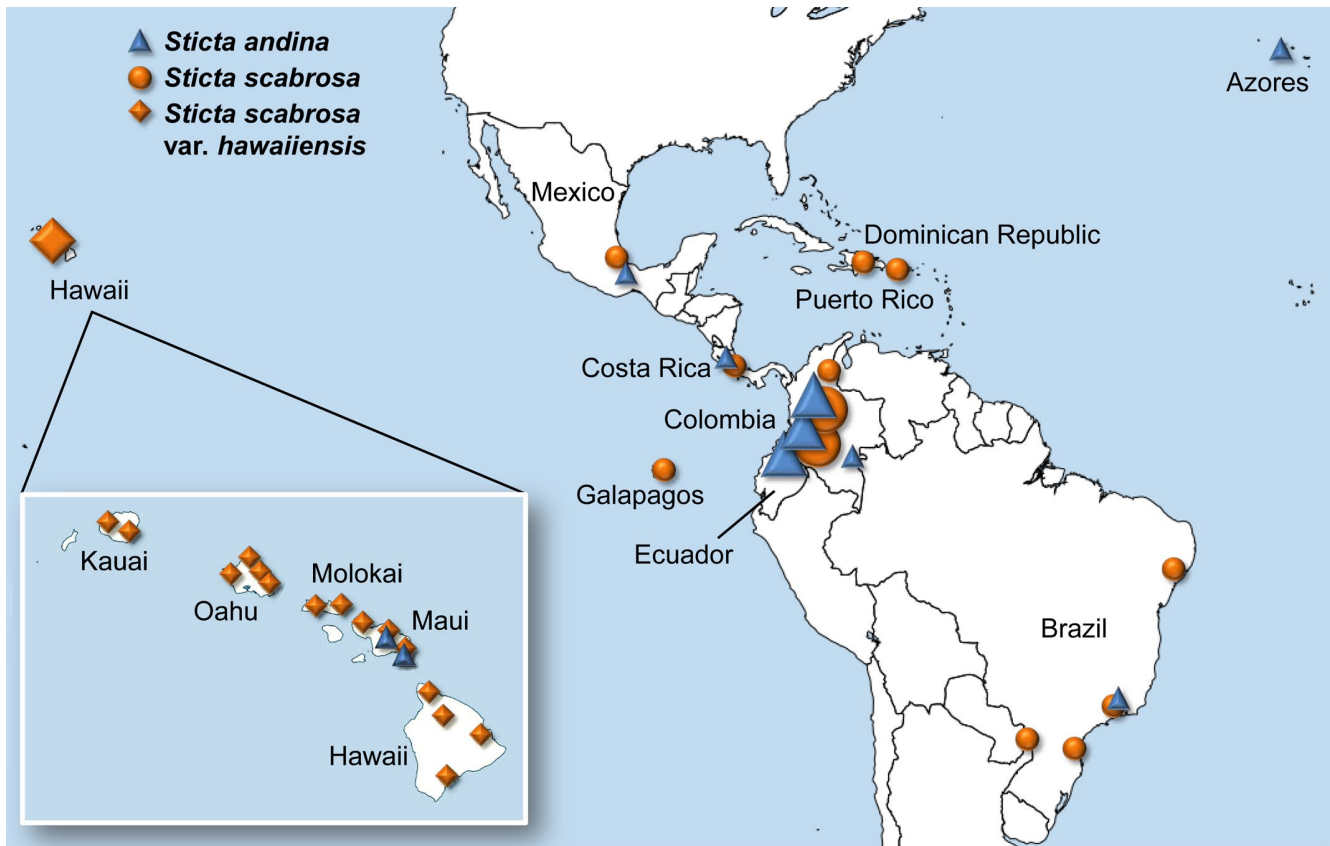 Sticta andina
Sticta scabrosa
Sticta scabrosa
var. hawaiiensis
Azores
Mexico
Dominican Republic
Hawaii
Puerto Rico
Costa Rica
Colombia
Galapagos
Ecuador
Brazil
Kauai
Molokai
Oahu
Maui
Hawaii